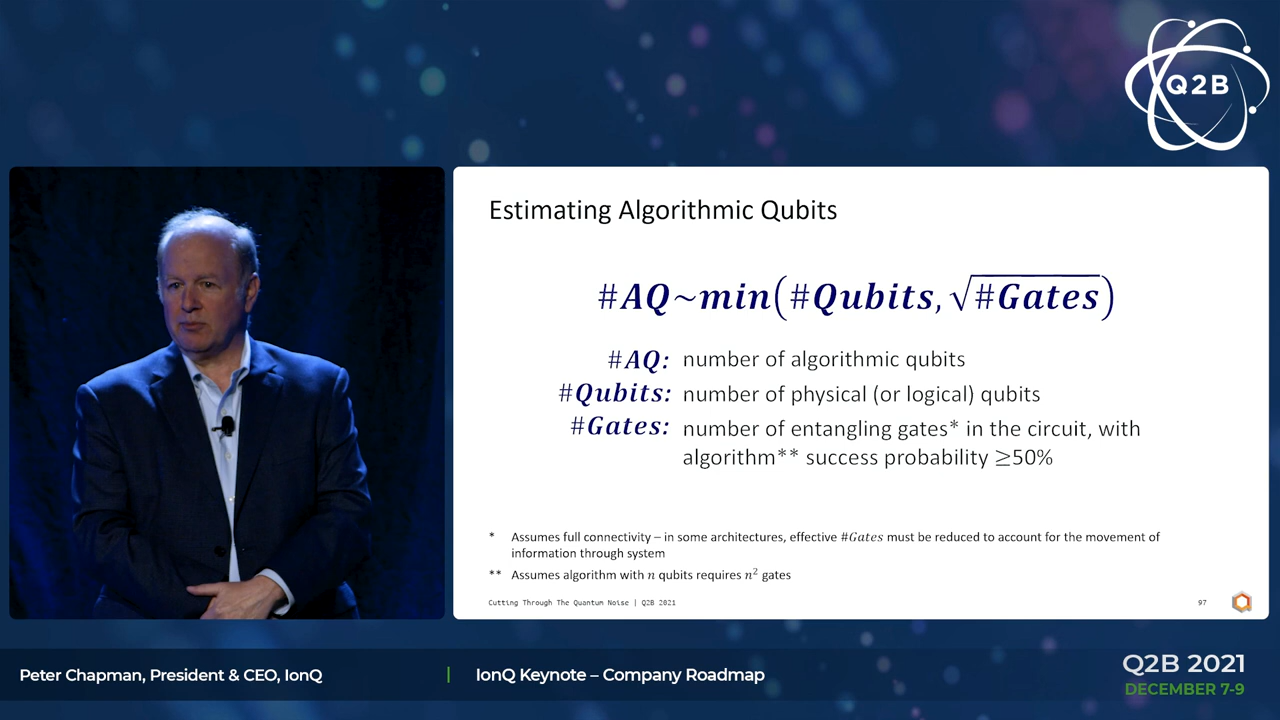 Q2B
Estimating Algorithmic Qubits
#AQ~min(#Qubits, √#Gates)
#AQ: number of algorithmic qubits
#Qubits: number of physical (or logical) qubits
#Gates: number of entangling gates* in the circuit, with
algorithm** success probability ≥50%
* Assumes full connectivity – in some architectures, effective #Gates must be reduced to account for the movement of
information through system
** Assumes algorithm with n qubits requires n² gates
Cutting Through The Quantum Noise | Q2B 2021
97
Peter Chapman, President & CEO, IonQ | IonQ Keynote – Company Roadmap
Q2B 2021
DECEMBER 7-9